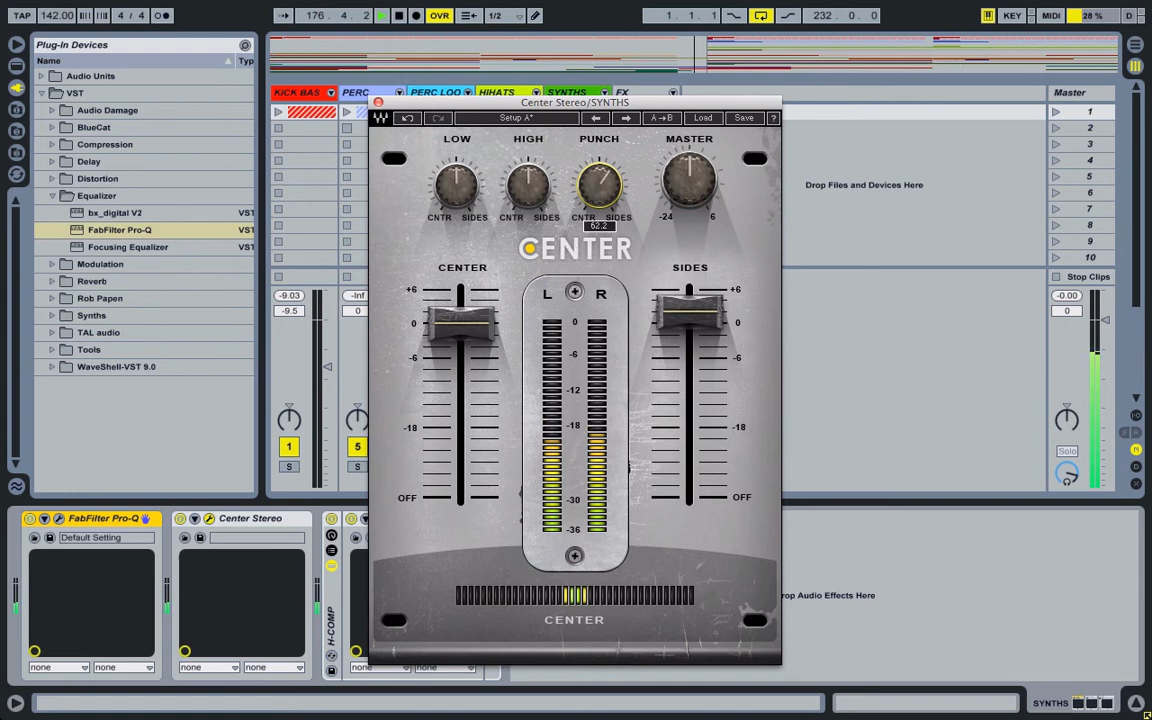 TAP 142.00 4 / 4
176 . 4 . 2
OVR
1/2
1 . 1 . 1
232 . 0 . 0
KEY
MIDI
28 %
D
Plug-In Devices
Name
Typ
Audio Units
VST
Audio Damage
BlueCat
Compression
Delay
Distortion
Equalizer
bx_digital V2
VST
FabFilter Pro-Q
VST
Focusing Equalizer
VST
Modulation
Reverb
Rob Papen
Synths
TAL audio
Tools
WaveShell-VST 9.0
KICK BAS
PERC
PERC LOO
HIHATS
SYNTHS
FX
Master
1
2
3
4
5
6
7
8
9
10
Drop Files and Devices Here
Stop Clips
-9.03
-9.5
-Inf
0
-0.00
0
1
5
S
Solo
Center Stereo/SYNTHS
Setup A*
A→B
Load
Save
?
LOW
HIGH
PUNCH
MASTER
CNTR SIDES
CNTR SIDES
CNTR SIDES
-24 6
62.2
CENTER
CENTER
SIDES
+6
0
-6
-18
OFF
L R
0
-6
-12
-18
-30
-36
+6
0
-6
-18
OFF
CENTER
FabFilter Pro-Q
Default Setting
none
none
Center Stereo
none
none
H-COMP
rop Audio Effects Here
SYNTHS